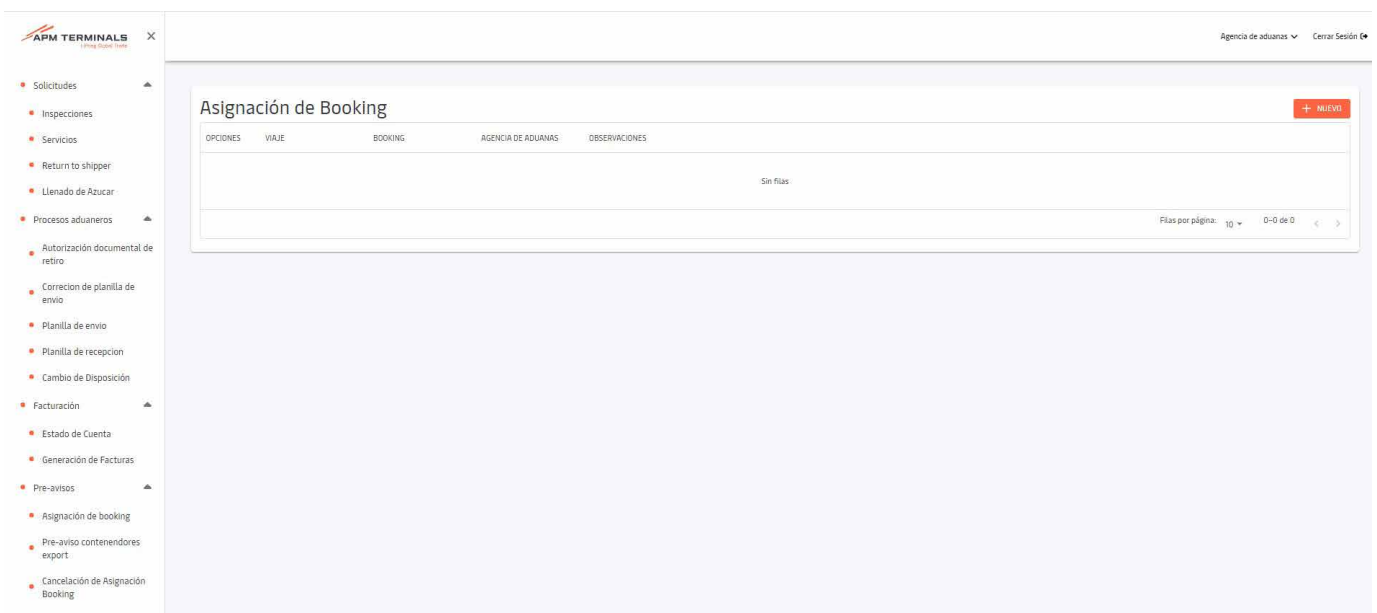 APM TERMINALS
Lifting Global Trade
Agencia de aduanas
Cerrar Sesión
Solicitudes
Inspecciones
Servicios
Return to shipper
Llenado de Azucar
Procesos aduaneros
Autorización documental de
retiro
Correcion de planilla de
envio
Planilla de envio
Planilla de recepcion
Cambio de Disposición
Facturación
Estado de Cuenta
Generación de Facturas
Pre-avisos
Asignación de booking
Pre-aviso contenendores
export
Cancelación de Asignación
Booking
Asignación de Booking
+ NUEVO
OPCIONES VIAJE BOOKING AGENCIA DE ADUANAS OBSERVACIONES
Sin filas
Filas por página: 10 0–0 de 0